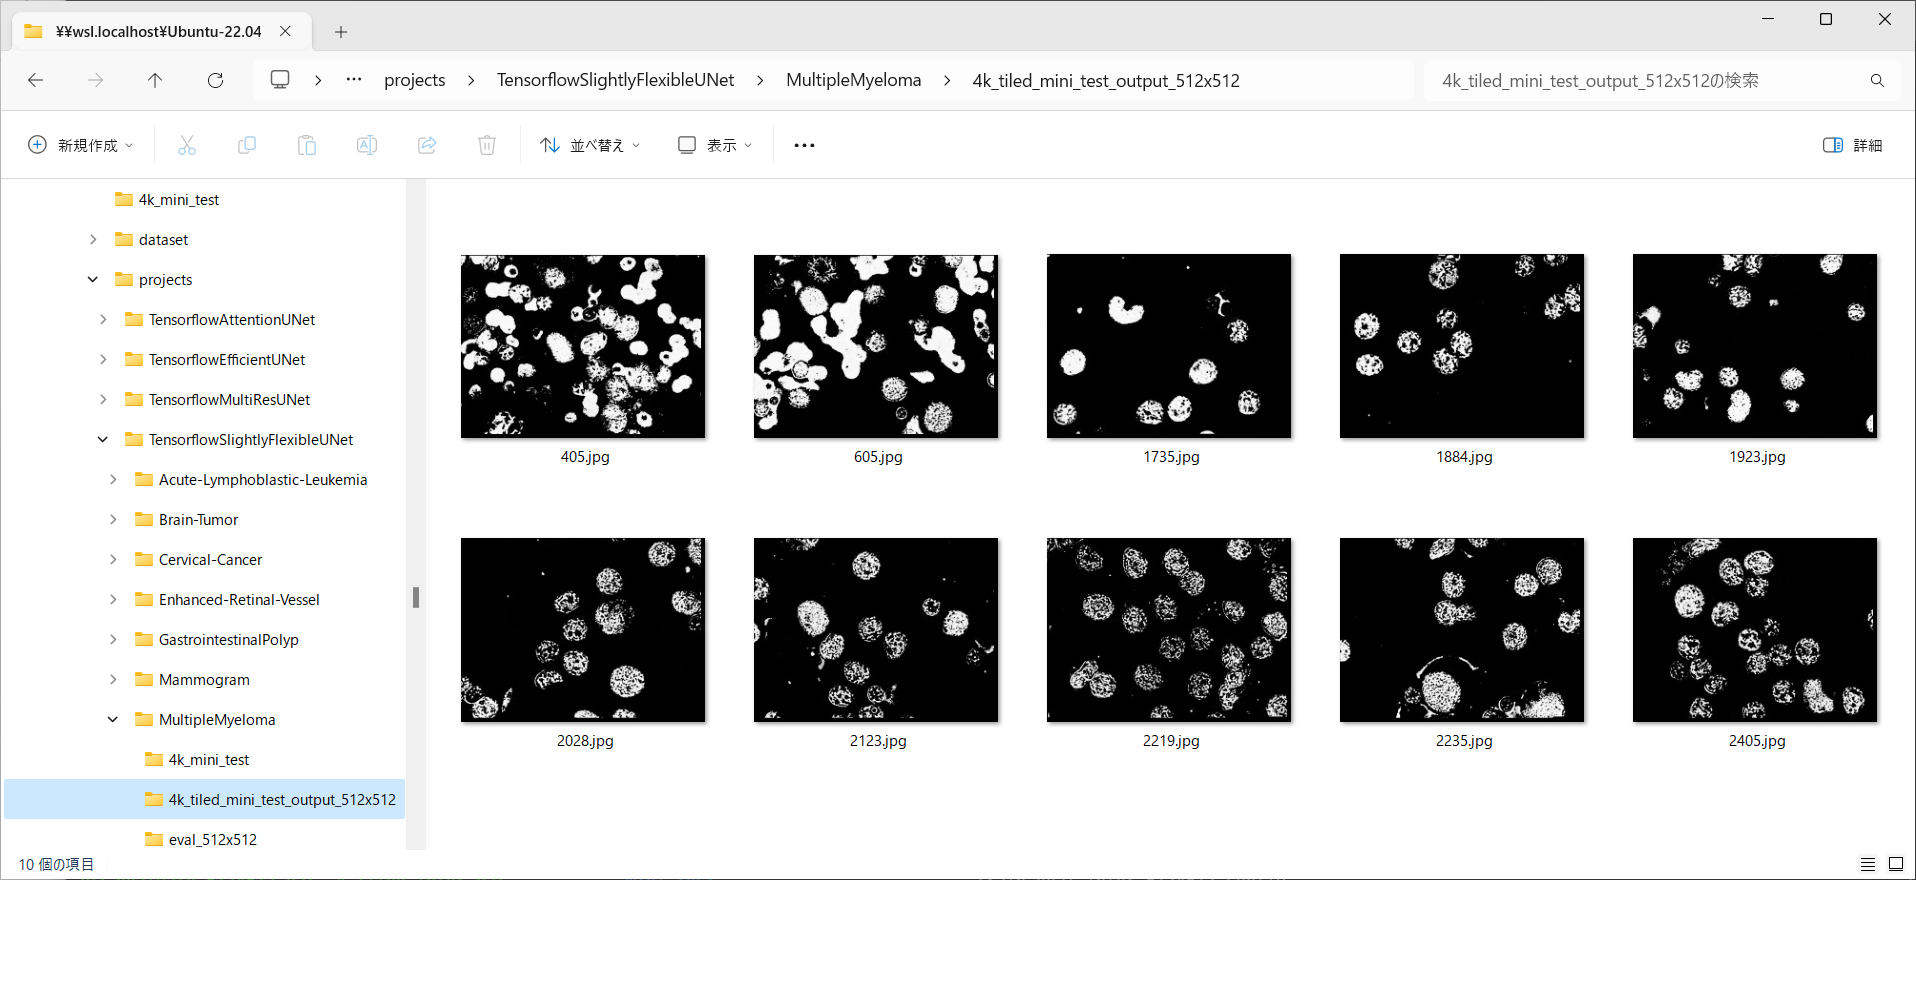 ¥¥wsl.localhost¥Ubuntu-22.04
projects > TensorflowSlightlyFlexibleUNet > MultipleMyeloma > 4k_tiled_mini_test_output_512x512
4k_tiled_mini_test_output_512x512の検索
新規作成
並べ替え
表示
詳細
4k_mini_test
dataset
projects
TensorflowAttentionUNet
TensorflowEfficientUNet
TensorflowMultiResUNet
TensorflowSlightlyFlexibleUNet
Acute-Lymphoblastic-Leukemia
Brain-Tumor
Cervical-Cancer
Enhanced-Retinal-Vessel
GastrointestinalPolyp
Mammogram
MultipleMyeloma
4k_mini_test
4k_tiled_mini_test_output_512x512
eval_512x512
405.jpg
605.jpg
1735.jpg
1884.jpg
1923.jpg
2028.jpg
2123.jpg
2219.jpg
2235.jpg
2405.jpg
10 個の項目